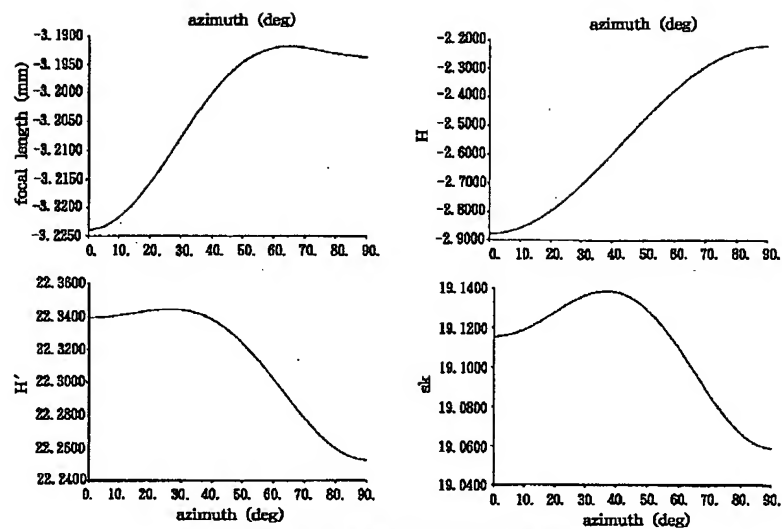 azimuth (deg)
focal length (mm)
-3.1900
-3.1950
-3.2000
-3.2050
-3.2100
-3.2150
-3.2200
-3.2250
0. 10. 20. 30. 40. 50. 60. 70. 80. 90.
azimuth (deg)
H
-2.2000
-2.3000
-2.4000
-2.5000
-2.6000
-2.7000
-2.8000
-2.9000
0. 10. 20. 30. 40. 50. 60. 70. 80. 90.
H'
22.3600
22.3400
22.3200
22.3000
22.2800
22.2600
22.2400
0. 10. 20. 30. 40. 50. 60. 70. 80. 90.
azimuth (deg)
sk
19.1400
19.1200
19.1000
19.0800
19.0600
19.0400
0. 10. 20. 30. 40. 50. 60. 70. 80. 90.
azimuth (deg)